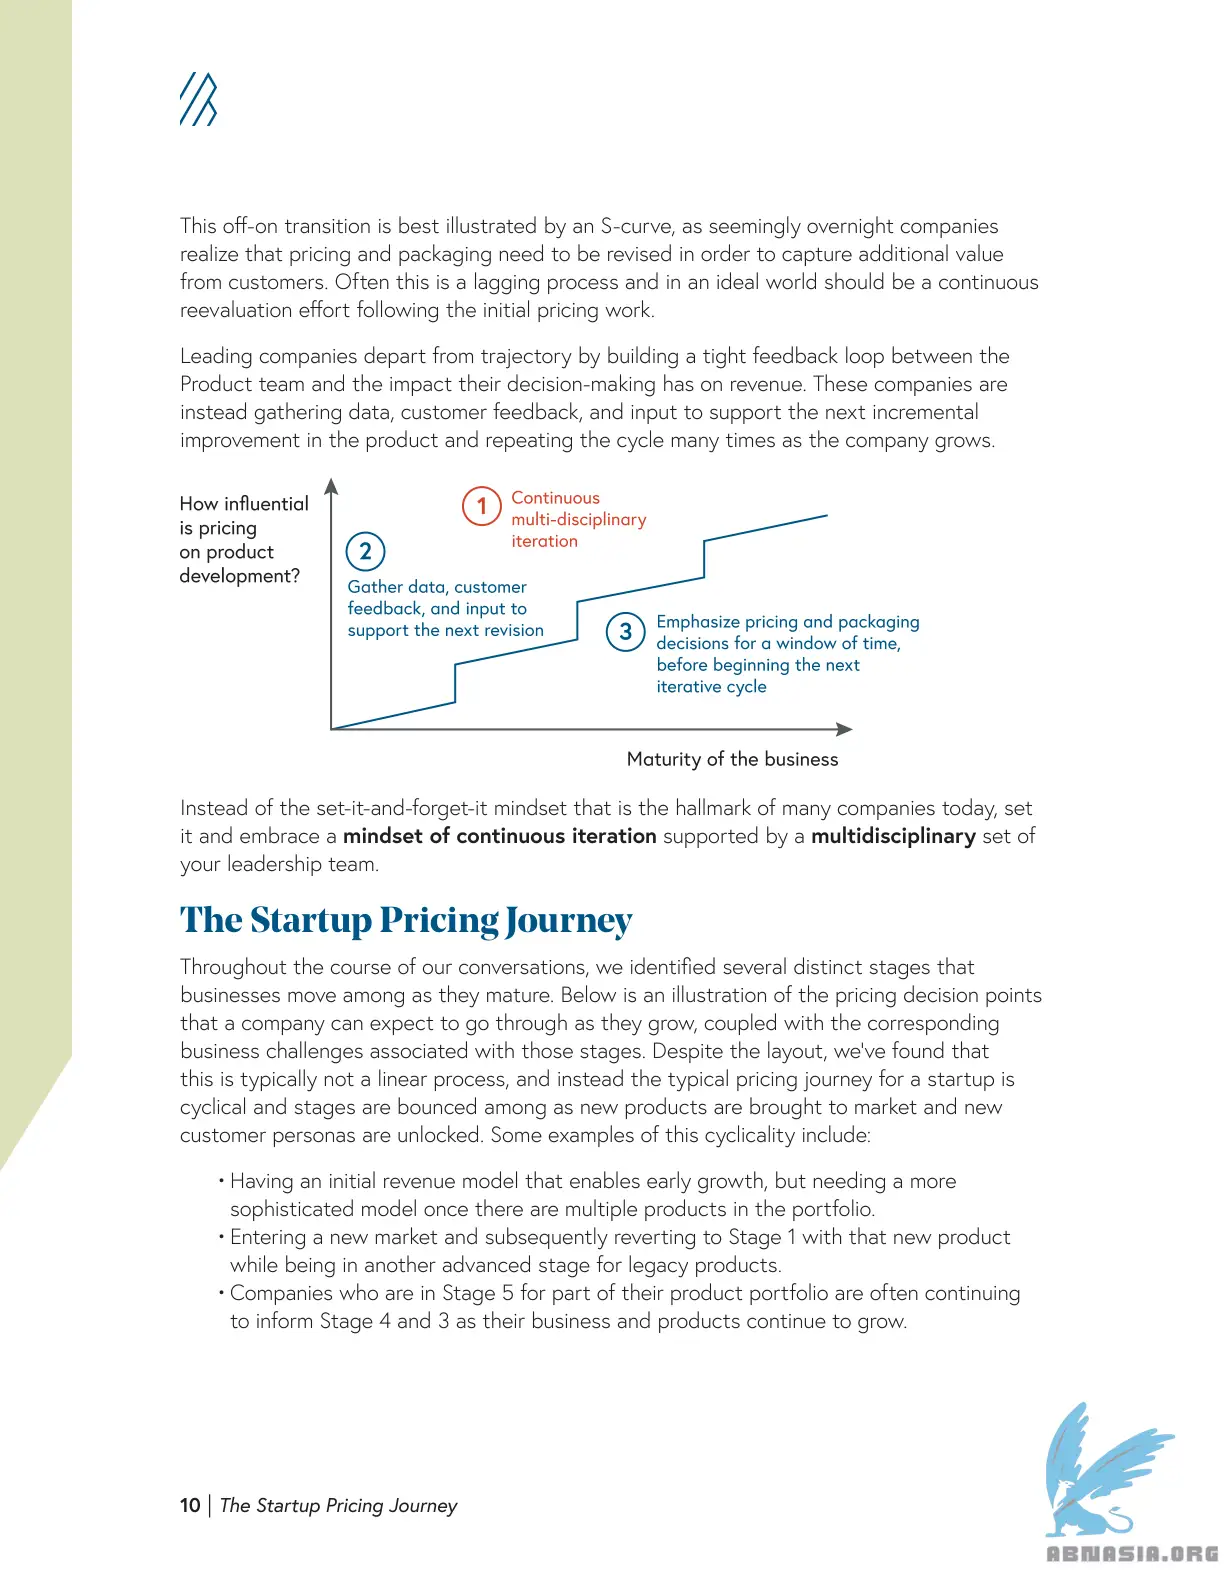 This off-on transition is best illustrated by an S-curve, as seemingly overnight companies
realize that pricing and packaging need to be revised in order to capture additional value
from customers. Often this is a lagging process and in an ideal world should be a continuous
reevaluation effort following the initial pricing work.
Leading companies depart from trajectory by building a tight feedback loop between the
Product team and the impact their decision-making has on revenue. These companies are
instead gathering data, customer feedback, and input to support the next incremental
improvement in the product and repeating the cycle many times as the company grows.
How influential
is pricing
on product
development?
1
Continuous
multi-disciplinary
iteration
2
Gather data, customer
feedback, and input to
support the next revision
3
Emphasize pricing and packaging
decisions for a window of time,
before beginning the next
iterative cycle
Maturity of the business
Instead of the set-it-and-forget-it mindset that is the hallmark of many companies today, set
it and embrace a mindset of continuous iteration supported by a multidisciplinary set of
your leadership team.
The Startup Pricing Journey
Throughout the course of our conversations, we identified several distinct stages that
businesses move among as they mature. Below is an illustration of the pricing decision points
that a company can expect to go through as they grow, coupled with the corresponding
business challenges associated with those stages. Despite the layout, we've found that
this is typically not a linear process, and instead the typical pricing journey for a startup is
cyclical and stages are bounced among as new products are brought to market and new
customer personas are unlocked. Some examples of this cyclicality include:
• Having an initial revenue model that enables early growth, but needing a more
sophisticated model once there are multiple products in the portfolio.
• Entering a new market and subsequently reverting to Stage 1 with that new product
while being in another advanced stage for legacy products.
• Companies who are in Stage 5 for part of their product portfolio are often continuing
to inform Stage 4 and 3 as their business and products continue to grow.
10 | The Startup Pricing Journey
ABNASIA.ORG